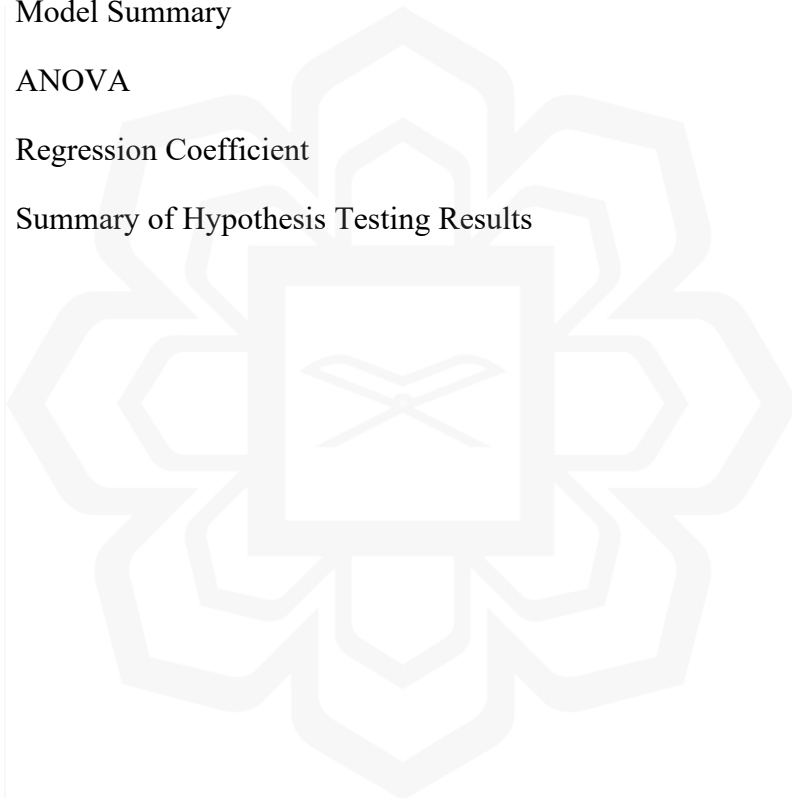 Model Summary
ANOVA
Regression Coefficient
Summary of Hypothesis Testing Results